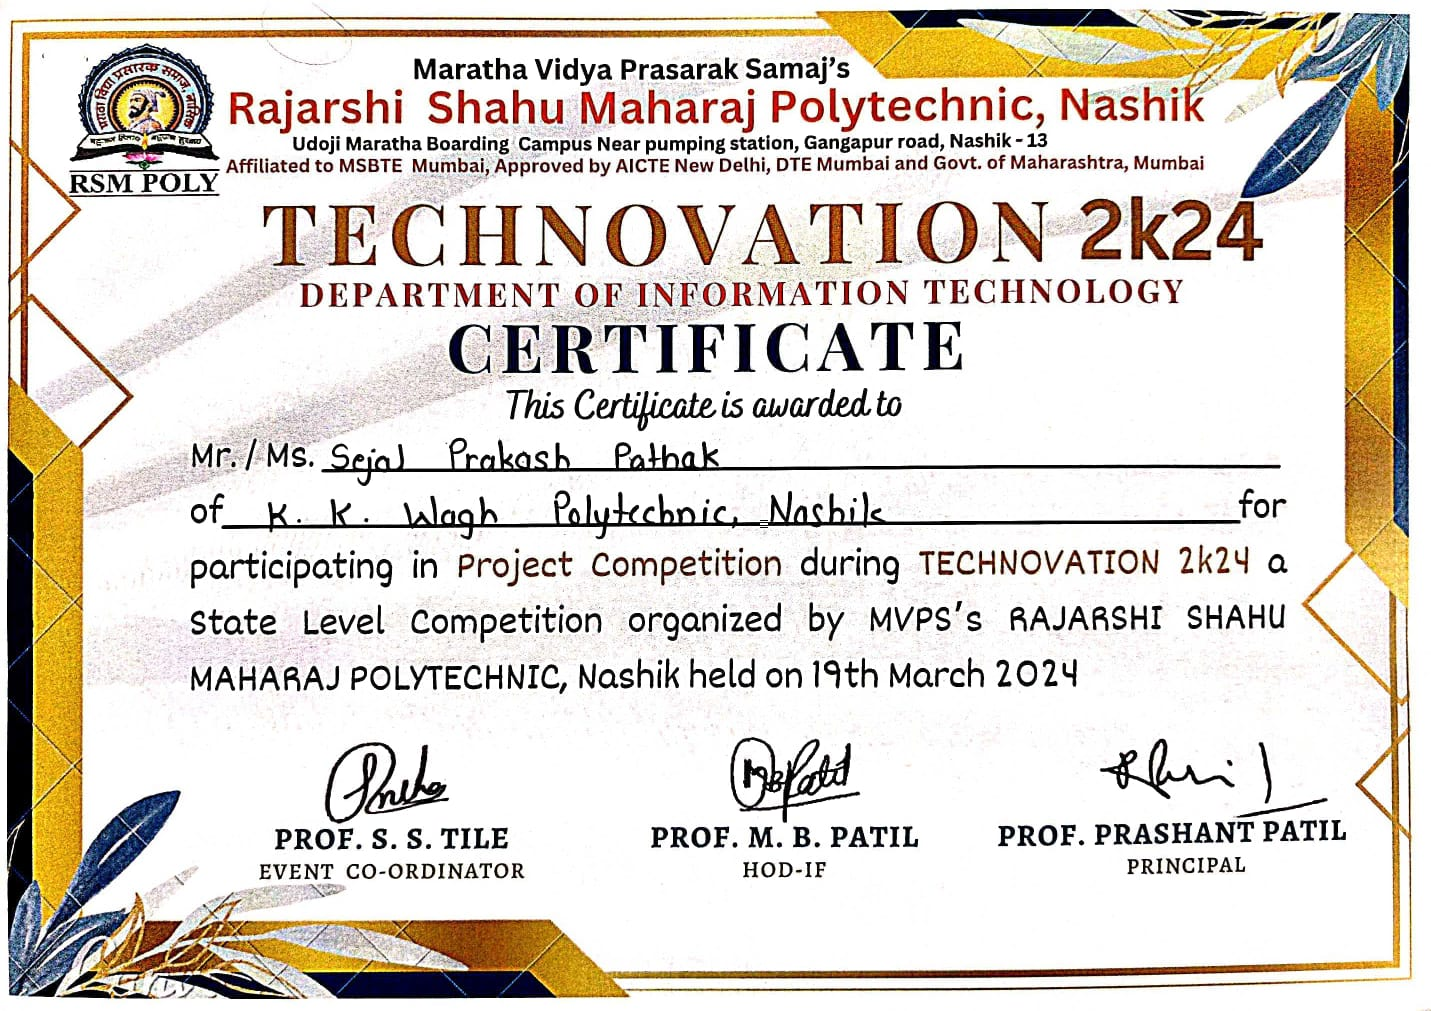 Maratha Vidya Prasarak Samaj's
Rajarshi Shahu Maharaj Polytechnic, Nashik
Udoji Maratha Boarding Campus Near pumping station, Gangapur road, Nashik - 13
Affiliated to MSBTE Mumbai, Approved by AICTE New Delhi, DTE Mumbai and Govt. of Maharashtra, Mumbai
मराठा विद्या प्रसारक समाज, नाशिक
RSM POLY
TECHNOVATION 2k24
DEPARTMENT OF INFORMATION TECHNOLOGY
CERTIFICATE
This Certificate is awarded to
Mr. / Ms. Sejal Prakash Pathak
of K. K. Wagh Polytechnic, Nashik for
participating in Project Competition during TECHNOVATION 2k24 a
State Level Competition organized by MVPS's RAJARSHI SHAHU
MAHARAJ POLYTECHNIC, Nashik held on 19th March 2024
PROF. S. S. TILE
EVENT CO-ORDINATOR
PROF. M. B. PATIL
HOD-IF
PROF. PRASHANT PATIL
PRINCIPAL